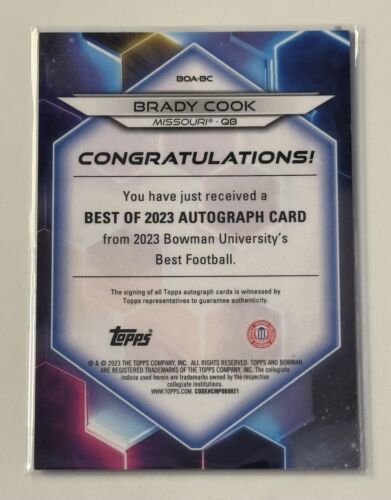 BOA-BC
BRADY COOK
MISSOURI® - QB
CONGRATULATIONS!
You have just received a
BEST OF 2023 AUTOGRAPH CARD
from 2023 Bowman University's
Best Football.
The signing of all Topps autograph cards is witnessed by
Topps representatives to guarantee authenticity.
Topps
® & © 2023 THE TOPPS COMPANY, INC. ALL RIGHTS RESERVED. TOPPS AND BOWMAN
ARE REGISTERED TRADEMARKS OF THE TOPPS COMPANY, INC. The collegiate
indicia used herein are trademarks owned by the respective
collegiate institutions.
WWW.TOPPS.COM. CODE#CMP089821